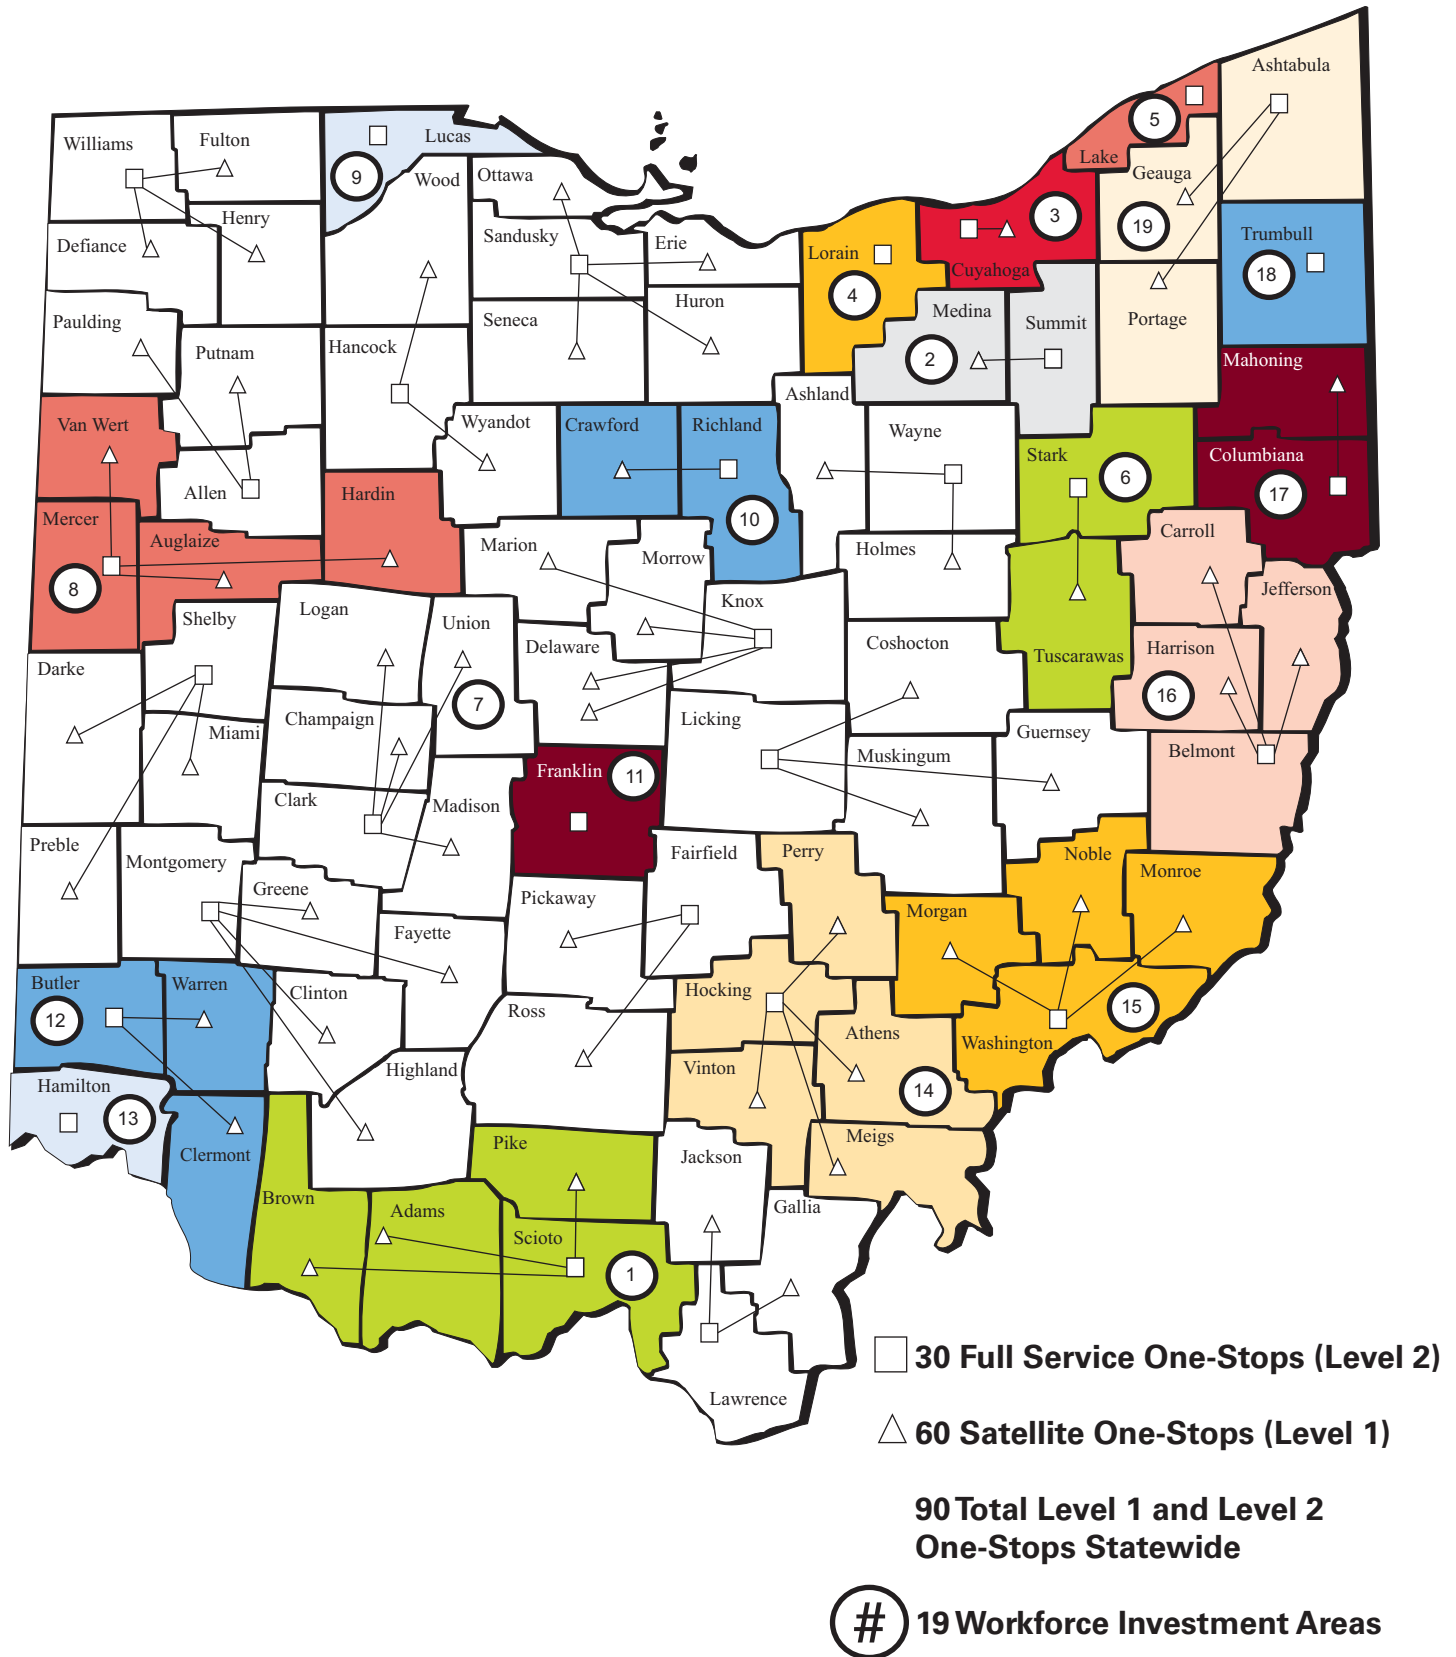 Ashtabula
5
Williams
Fulton
Lucas
Lake
9
Wood
Ottawa
Geauga
3
19
Henry
Defiance
Sandusky
Erie
Lorain
Cuyahoga
Trumbull
18
4
Huron
Medina
Summit
Portage
Paulding
Putnam
Hancock
Seneca
2
Mahoning
Ashland
Van Wert
Wyandot
Crawford
Richland
Wayne
Stark
Columbiana
6
17
Allen
Hardin
Mercer
10
Auglaize
Marion
Morrow
Holmes
Carroll
8
Jefferson
Shelby
Logan
Union
Knox
Delaware
Coshocton
Tuscarawas
Harrison
16
Darke
7
Champaign
Licking
Miami
Guernsey
Belmont
Muskingum
Franklin
11
Clark
Madison
Preble
Montgomery
Fairfield
Perry
Noble
Monroe
Greene
Pickaway
Morgan
Fayette
Butler
Warren
Clinton
Hocking
12
Ross
15
Athens
Washington
Highland
Vinton
Hamilton
14
13
Clermont
Pike
Meigs
Jackson
Brown
Adams
Gallia
Scioto
1
30 Full Service One-Stops (Level 2)
Lawrence
60 Satellite One-Stops (Level 1)
90 Total Level 1 and Level 2
One-Stops Statewide
# 19 Workforce Investment Areas